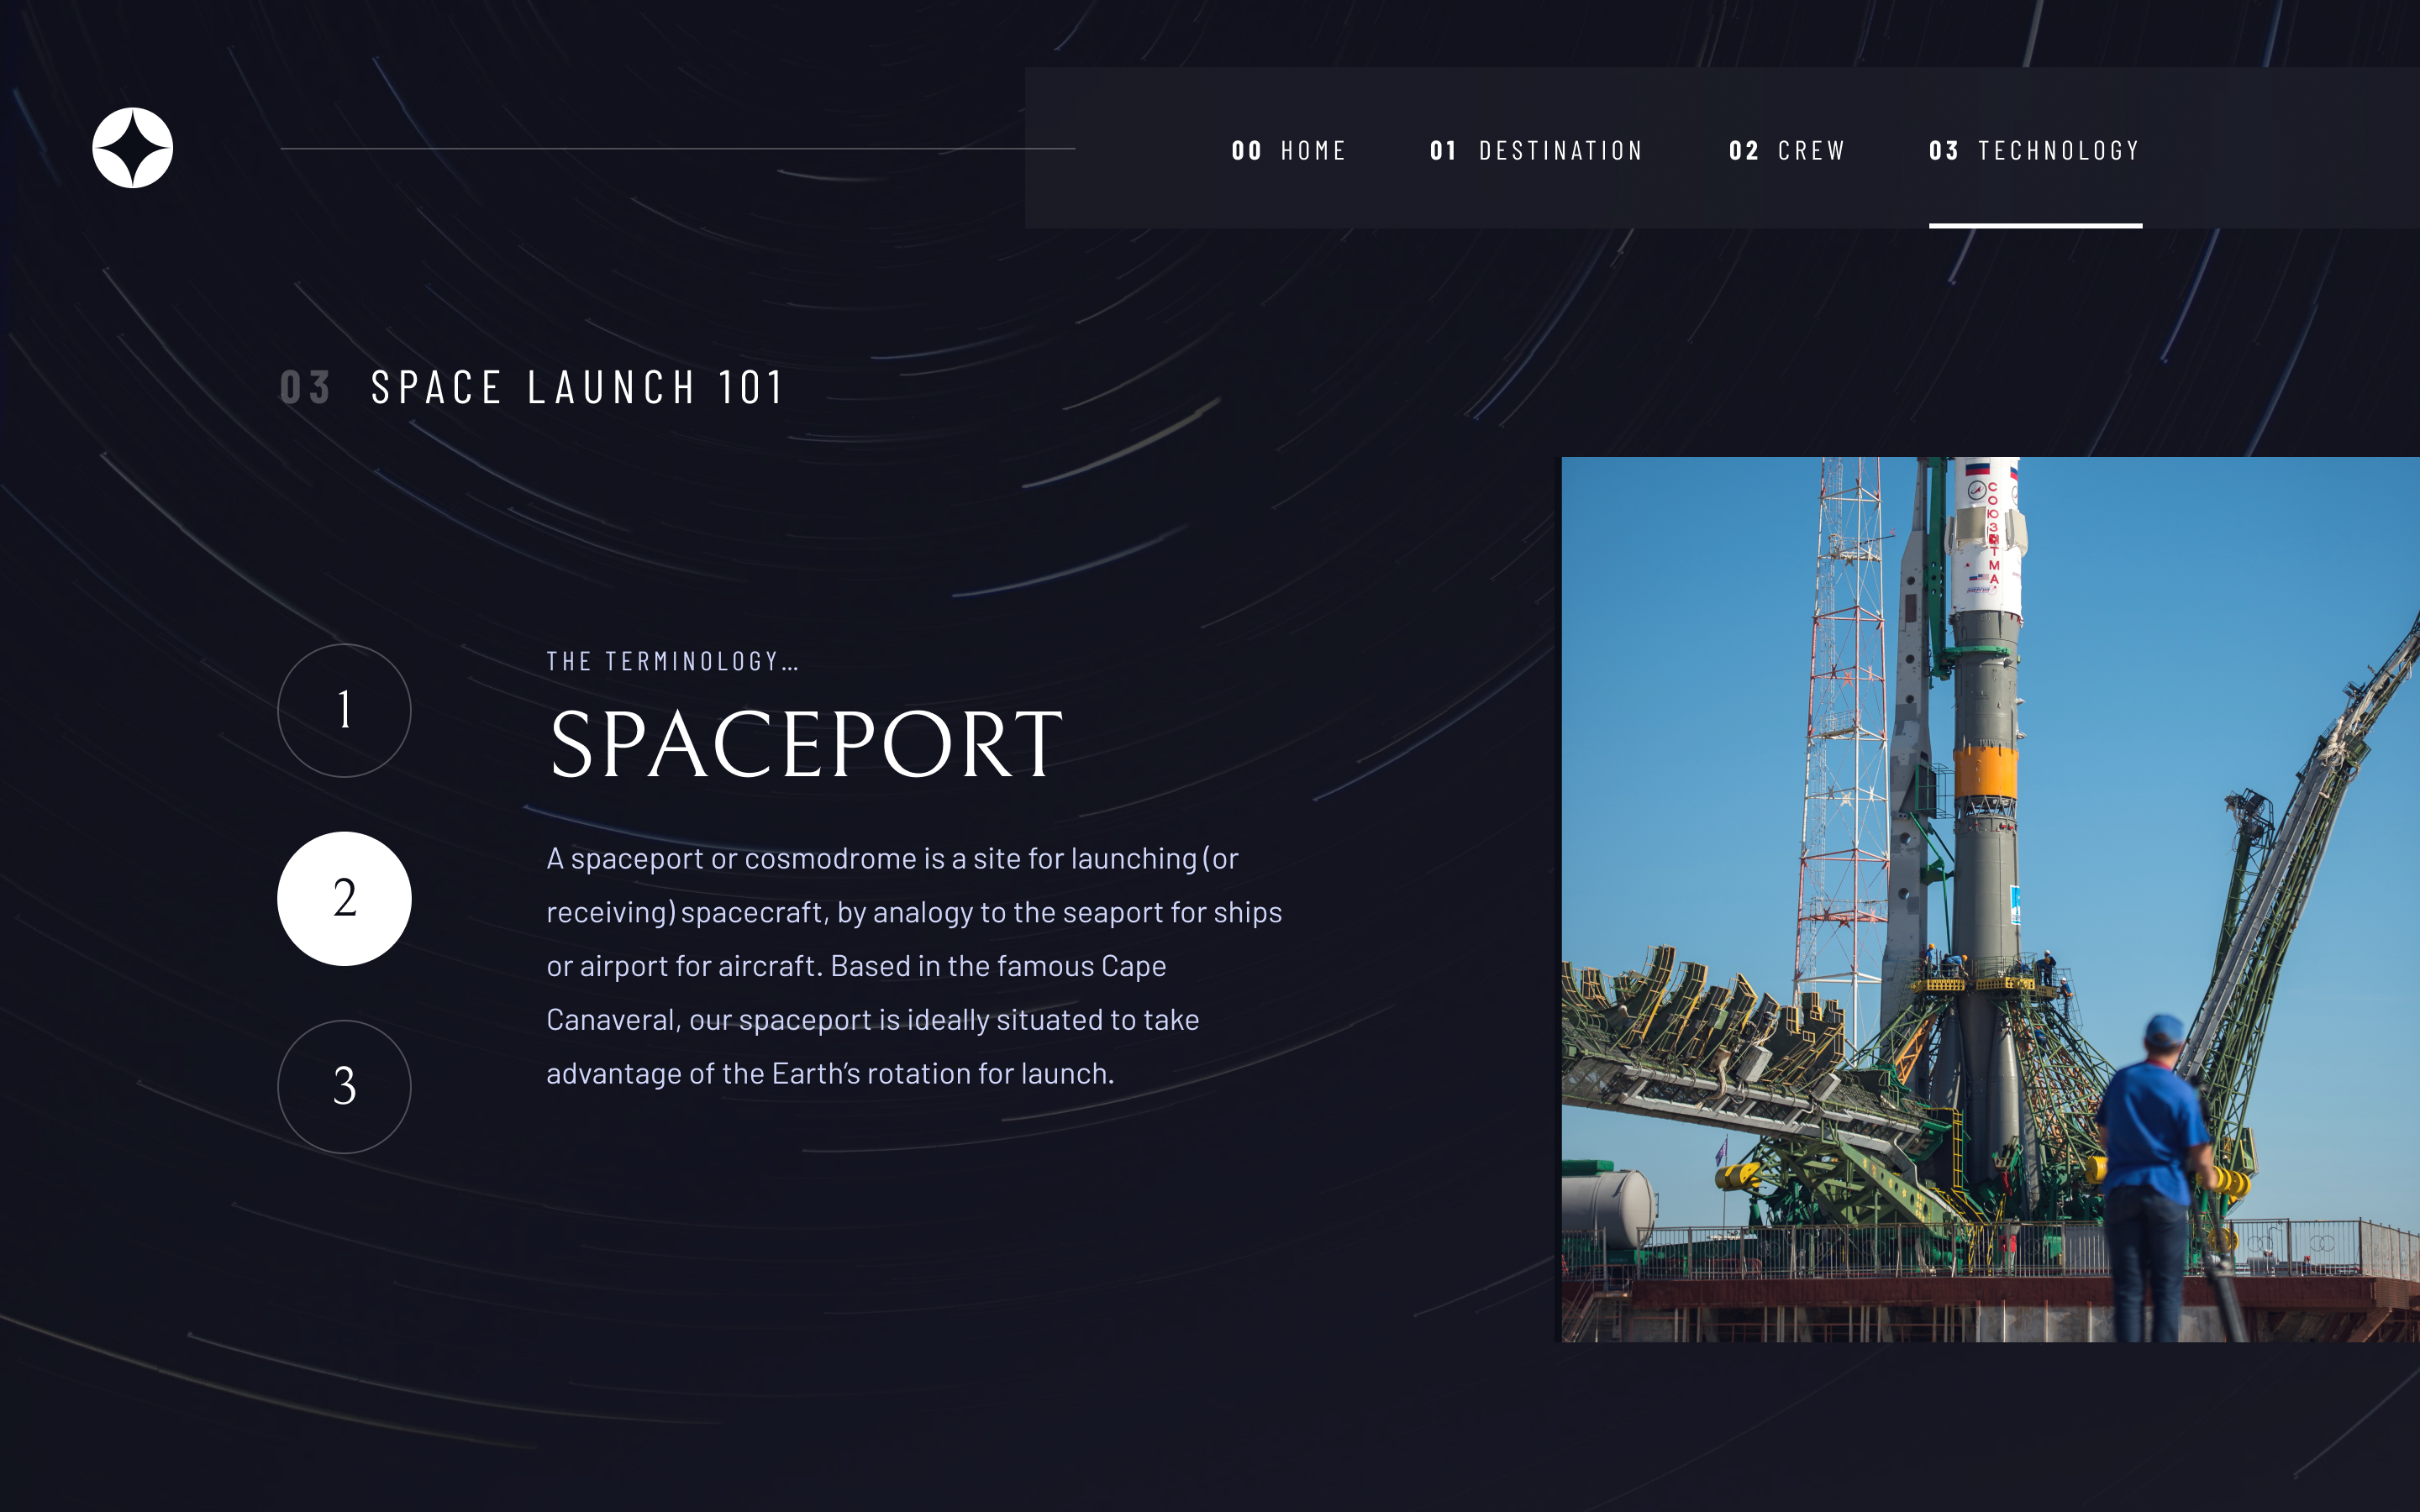 00 HOME
01 DESTINATION
02 CREW
03 TECHNOLOGY
03 SPACE LAUNCH 101
1
2
3
THE TERMINOLOGY...
SPACEPORT
A spaceport or cosmodrome is a site for launching (or
receiving) spacecraft, by analogy to the seaport for ships
or airport for aircraft. Based in the famous Cape
Canaveral, our spaceport is ideally situated to take
advantage of the Earth’s rotation for launch.
СОЮЗ
ТМА